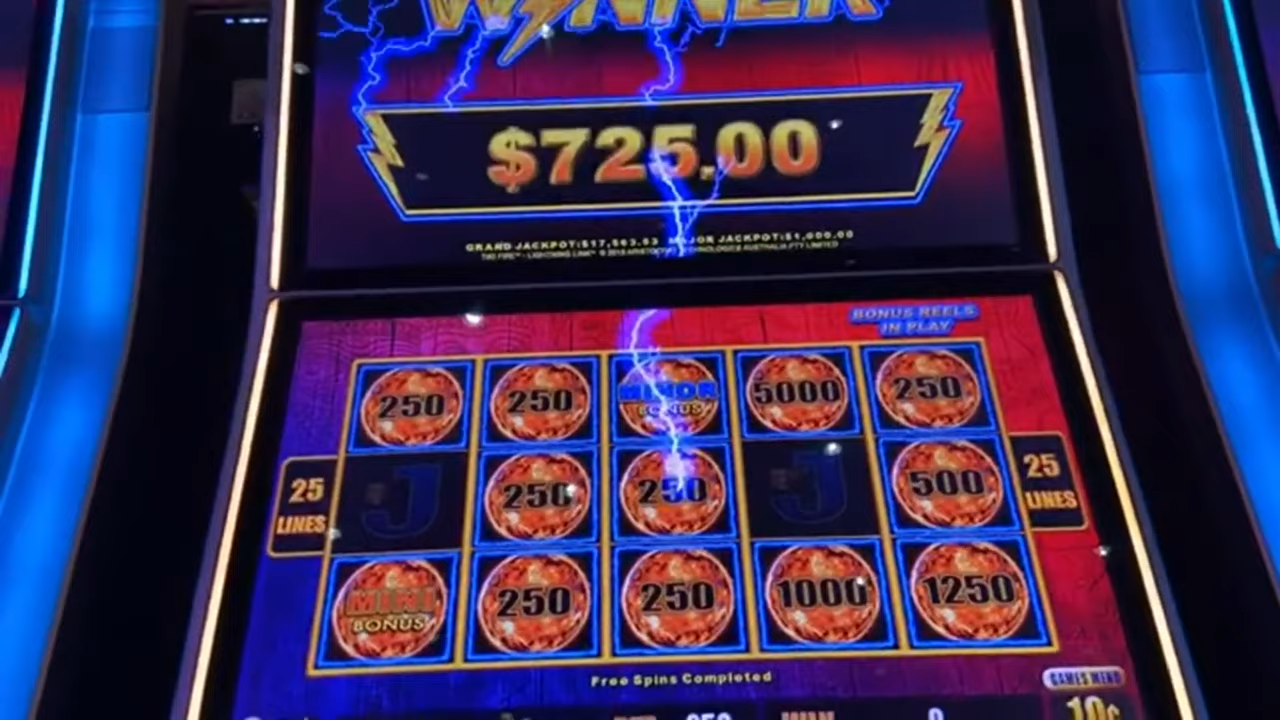 WINNER
$725.00
GRAND JACKPOT:$17,563.53 MAJOR JACKPOT:$1,000.00
BONUS REELS
IN PLAY
250 250 MINOR BONUS 5000 250
25 LINES J 250 250 J 500 25 LINES
MINI BONUS 250 250 1000 1250
Free Spins Completed
GAMES MENU
10¢